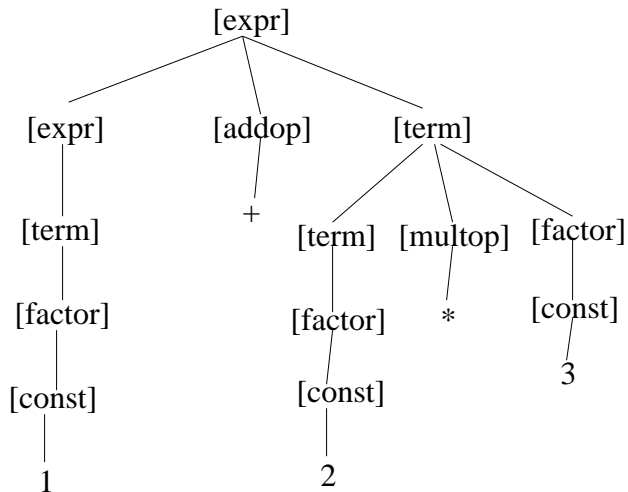 [expr]
[expr] [addop] [term]
+
[term] [term] [multop] [factor]
[factor] [factor] * [const]
3
[const] [const]
1 2